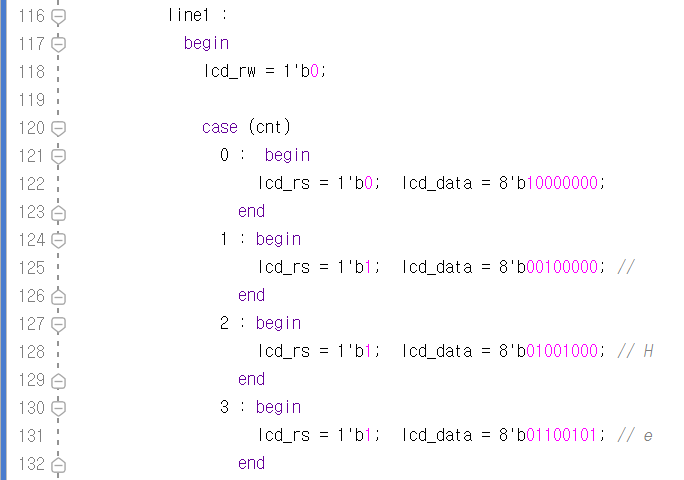 116 line1 :
117 begin
118 lcd_rw = 1'b0;
119
120 case (cnt)
121 0 : begin
122 lcd_rs = 1'b0; lcd_data = 8'b10000000;
123 end
124 1 : begin
125 lcd_rs = 1'b1; lcd_data = 8'b00100000; //
126 end
127 2 : begin
128 lcd_rs = 1'b1; lcd_data = 8'b01001000; // H
129 end
130 3 : begin
131 lcd_rs = 1'b1; lcd_data = 8'b01100101; // e
132 end